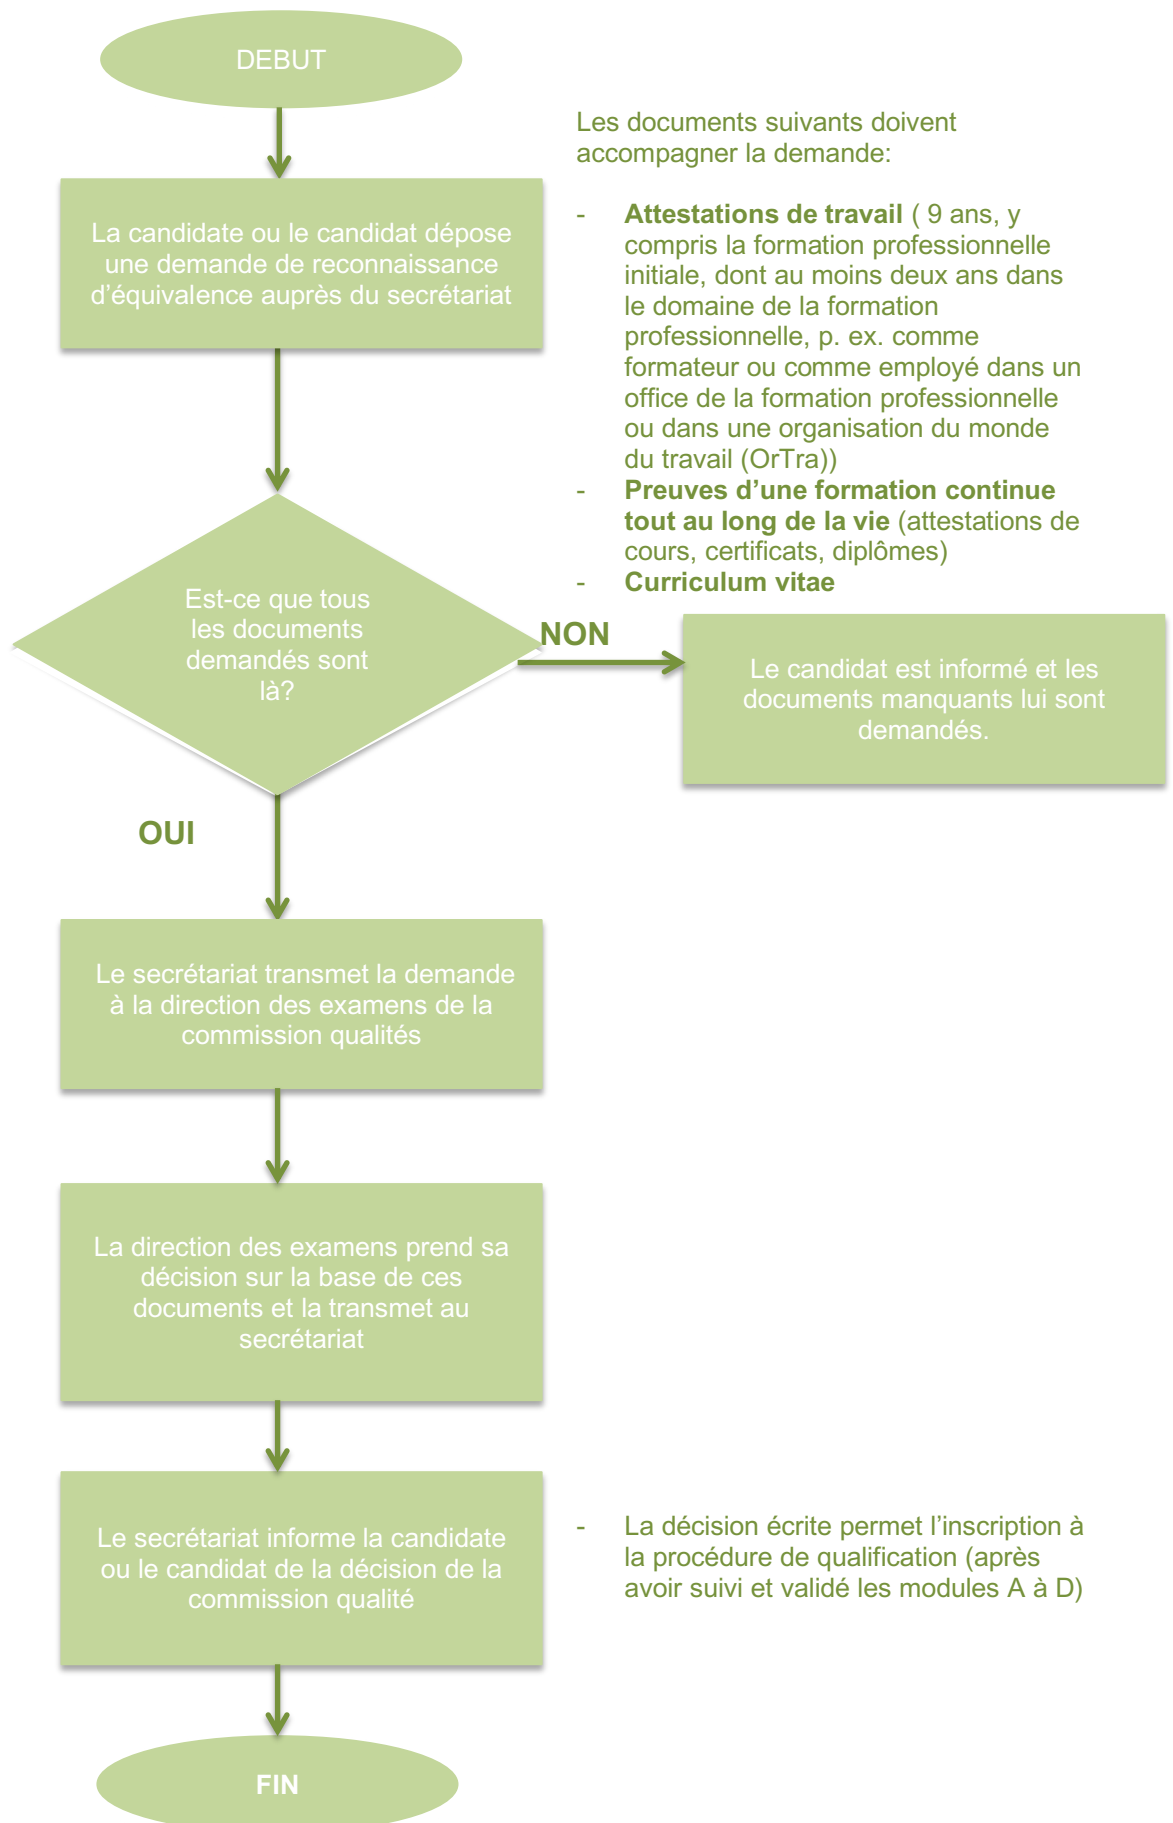 DEBUT
Les documents suivants doivent
accompagner la demande:
La candidate ou le candidat dépose
une demande de reconnaissance
d'équivalence auprès du secrétariat
- Attestations de travail ( 9 ans, y
compris la formation professionnelle
initiale, dont au moins deux ans dans
le domaine de la formation
professionnelle, p. ex. comme
formateur ou comme employé dans un
office de la formation professionnelle
ou dans une organisation du monde
du travail (OrTra))
- Preuves d'une formation continue
tout au long de la vie (attestations de
cours, certificats, diplômes)
- Curriculum vitae
Est-ce que tous
les documents
demandés sont
là?
NON
Le candidat est informé et les
documents manquants lui sont
demandés.
OUI
Le secrétariat transmet la demande
à la direction des examens de la
commission qualités
La direction des examens prend sa
décision sur la base de ces
documents et la transmet au
secrétariat
Le secrétariat informe la candidate
ou le candidat de la décision de la
commission qualité
- La décision écrite permet l'inscription à
la procédure de qualification (après
avoir suivi et validé les modules A à D)
FIN